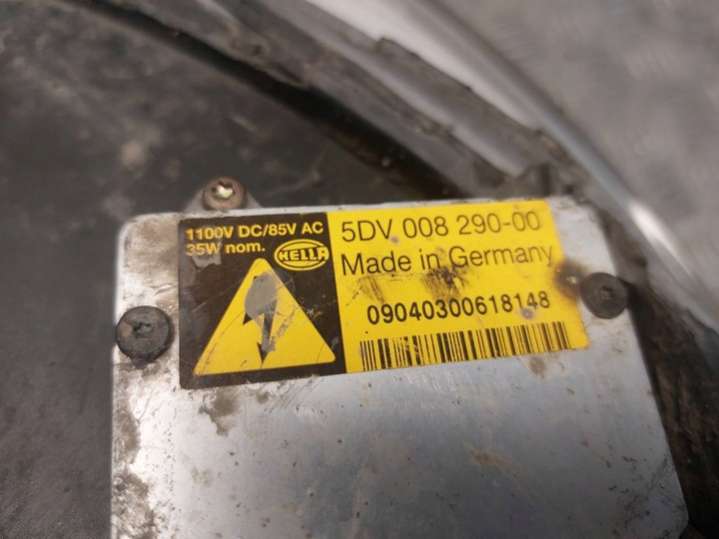 1100V DC/85V AC
35W nom.
HELLA
5DV 008 290-00
Made in Germany
09040300618148